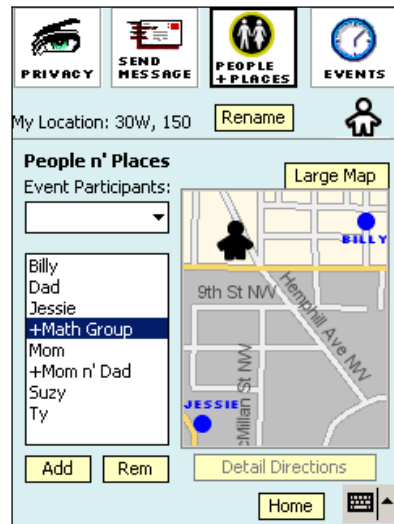 PRIVACY
SEND
MESSAGE
PEOPLE
+PLACES
EVENTS
My Location: 30W, 150
Rename
People n' Places
Event Participants:
Large Map
Billy
Dad
Jessie
+Math Group
Mom
+Mom n' Dad
Suzy
Ty
BILLY
9th St NW
Hemphill Ave NW
cMillan St NW
JESSIE
Add
Rem
Detail Directions
Home